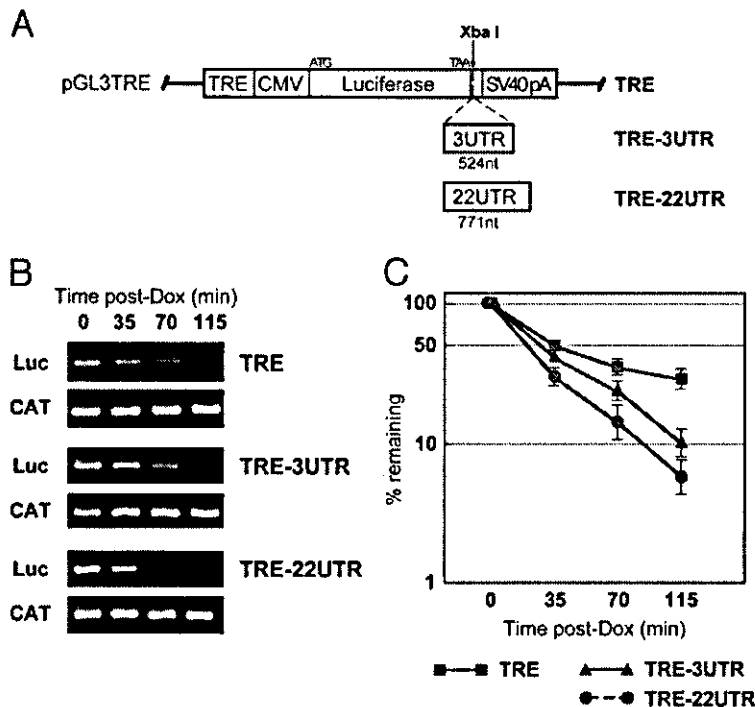 A
Xba I
ATG
TAA
pGL3TRE
TRE
CMV
Luciferase
SV40pA
TRE
3UTR
524nt
TRE-3UTR
22UTR
771nt
TRE-22UTR
B
Time post-Dox (min)
0 35 70 115
Luc
TRE
CAT
Luc
TRE-3UTR
CAT
Luc
TRE-22UTR
CAT
C
100
50
10
1
% remaining
0 35 70 115
Time post-Dox (min)
TRE
TRE-3UTR
TRE-22UTR